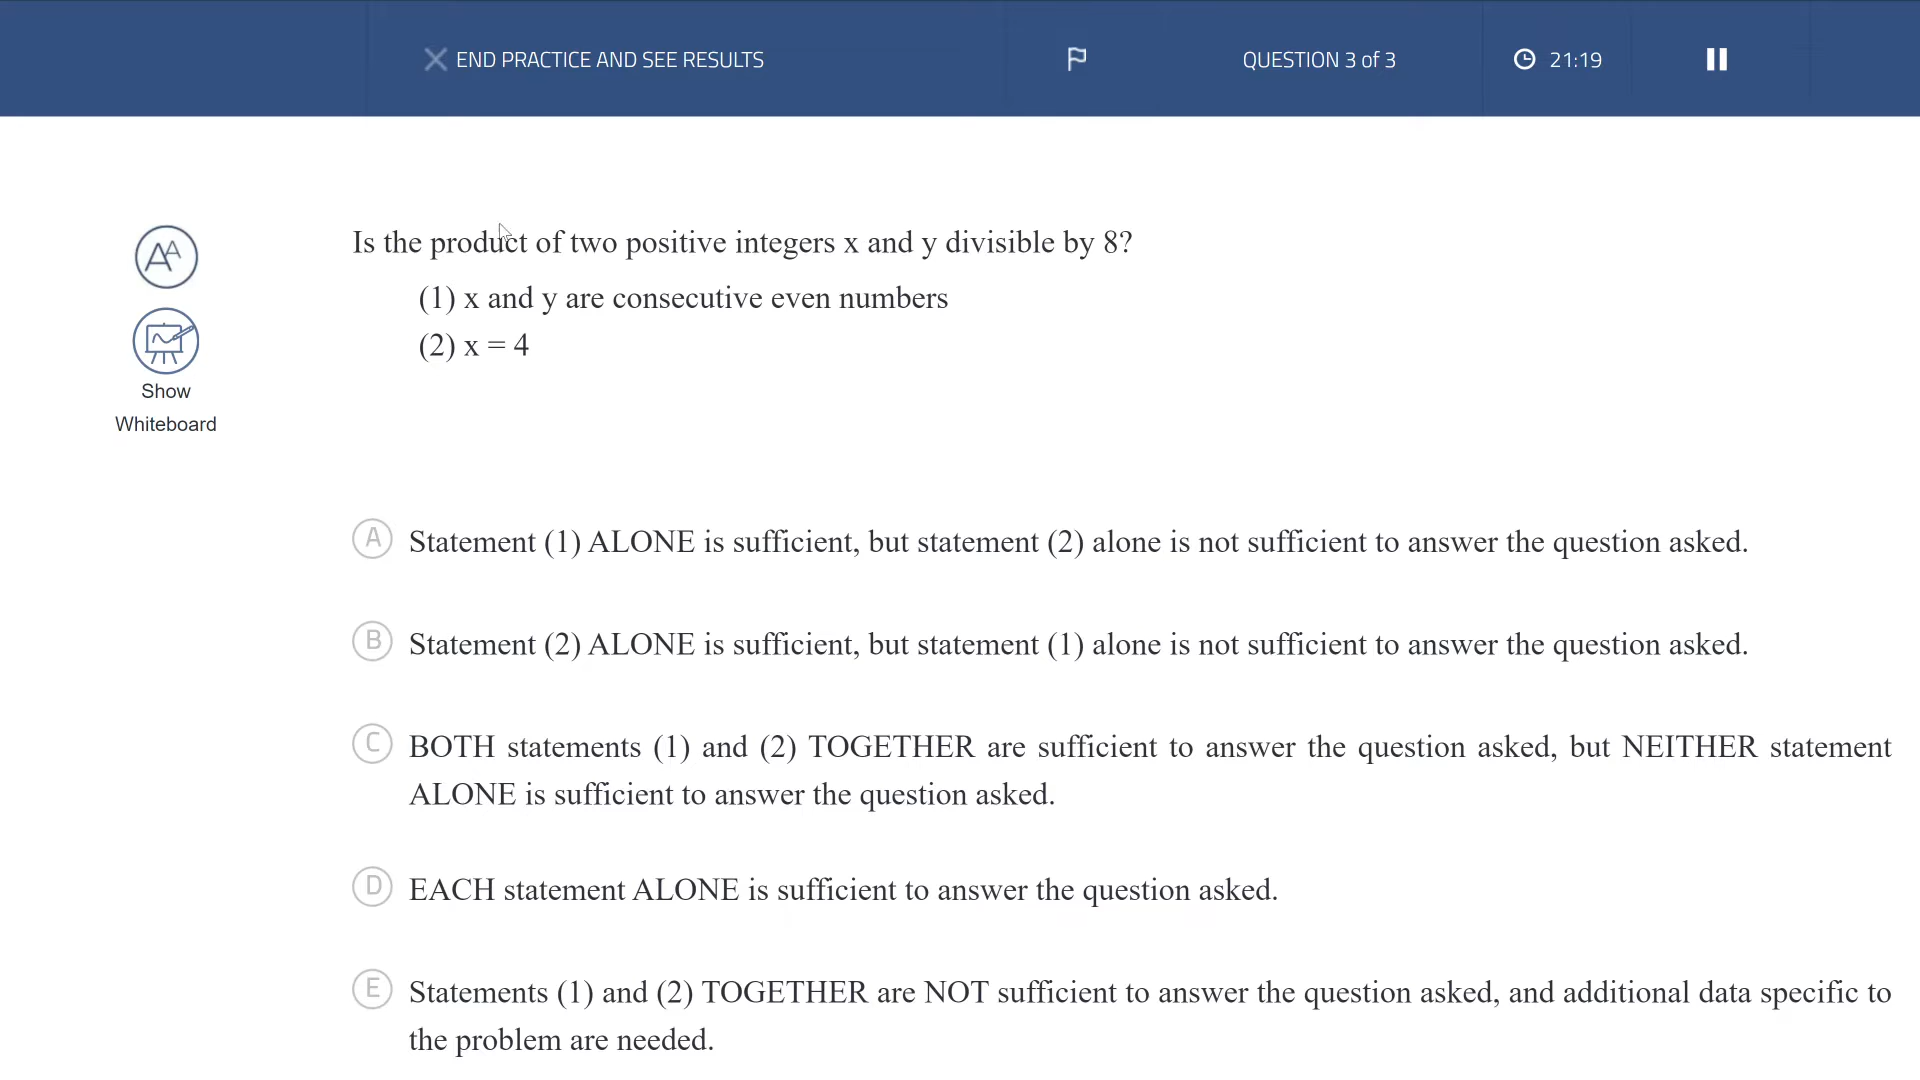 END PRACTICE AND SEE RESULTS
QUESTION 3 of 3
21:19
Is the product of two positive integers x and y divisible by 8?
(1) x and y are consecutive even numbers
(2) x = 4
AA
Show
Whiteboard
A Statement (1) ALONE is sufficient, but statement (2) alone is not sufficient to answer the question asked.
B Statement (2) ALONE is sufficient, but statement (1) alone is not sufficient to answer the question asked.
C BOTH statements (1) and (2) TOGETHER are sufficient to answer the question asked, but NEITHER statement
ALONE is sufficient to answer the question asked.
D EACH statement ALONE is sufficient to answer the question asked.
E Statements (1) and (2) TOGETHER are NOT sufficient to answer the question asked, and additional data specific to
the problem are needed.